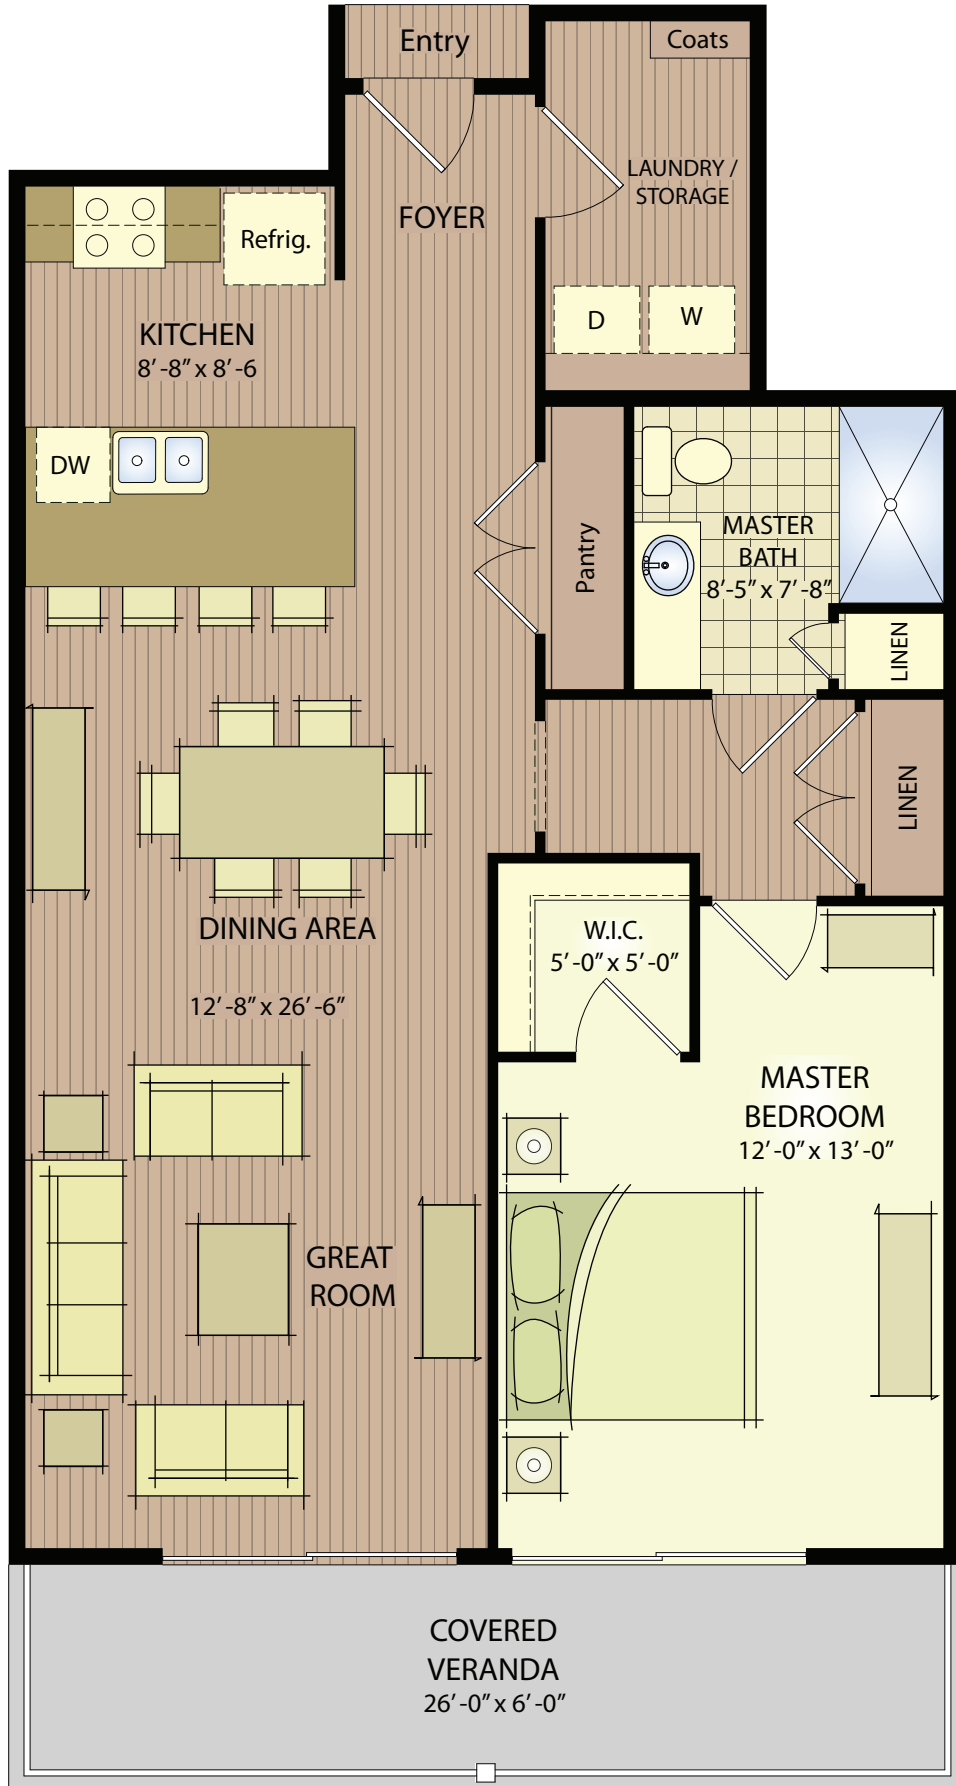 Entry
Coats
LAUNDRY /
STORAGE
FOYER
Refrig.
D
W
KITCHEN
8’-8” x 8’-6
DW
Pantry
MASTER
BATH
8’-5” x 7’-8”
LINEN
LINEN
DINING AREA
12’-8” x 26’-6”
W.I.C.
5’-0” x 5’-0”
MASTER
BEDROOM
12’-0” x 13’-0”
GREAT
ROOM
COVERED
VERANDA
26’-0” x 6’-0”